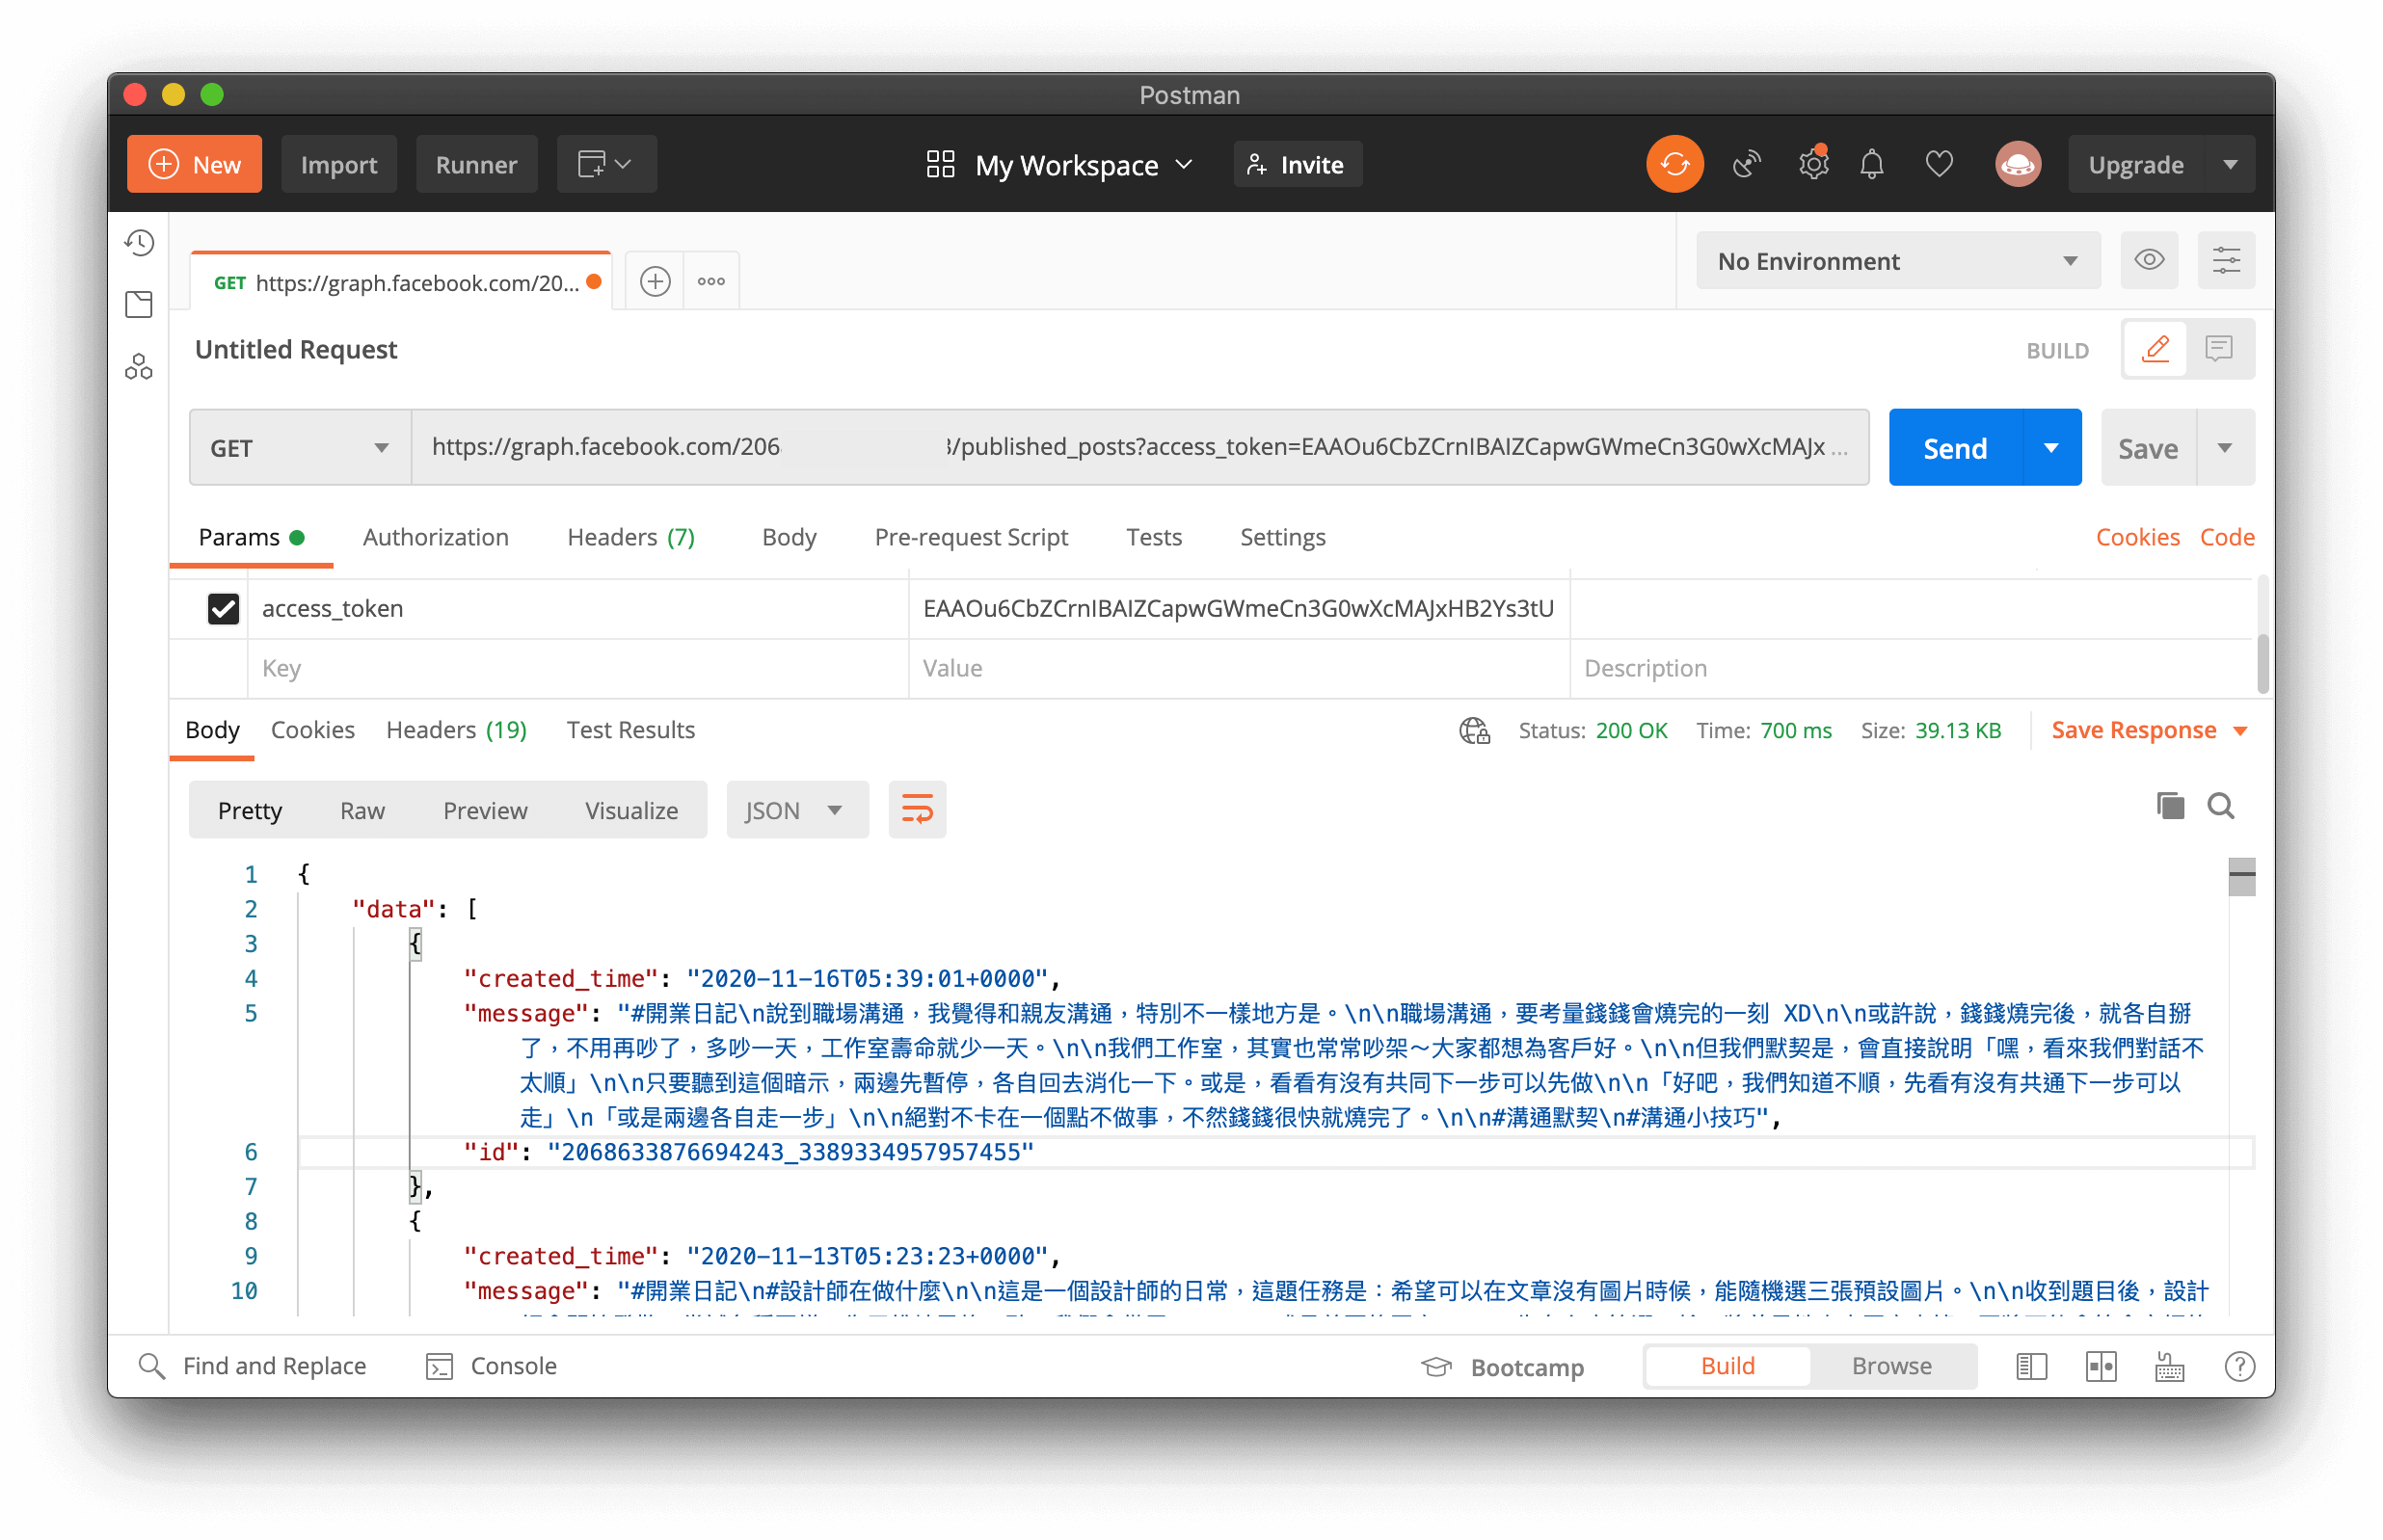 Postman
New
Import
Runner
My Workspace
Invite
Upgrade
GET https://graph.facebook.com/20...
No Environment
Untitled Request
BUILD
GET
https://graph.facebook.com/206
/published_posts?access_token=EAAOu6CbZCrnIBAIZCapwGWmeCn3G0wXcMAJx ...
Send
Save
Params
Authorization
Headers (7)
Body
Pre-request Script
Tests
Settings
Cookies
Code
access_token
EAAOu6CbZCrnIBAIZCapwGWmeCn3G0wXcMAJxHB2Ys3tU
Key
Value
Description
Body
Cookies
Headers (19)
Test Results
Status: 200 OK
Time: 700 ms
Size: 39.13 KB
Save Response
Pretty
Raw
Preview
Visualize
JSON
1 {
2 "data": [
3 {
4 "created_time": "2020-11-16T05:39:01+0000",
5 "message": "#開業日記\n說到職場溝通，我覺得和親友溝通，特別不一樣地方是。\n\n職場溝通，要考量錢錢會燒完的一刻 XD\n\n或許說，錢錢燒完後，就各自掰
了，不用再吵了，多吵一天，工作室壽命就少一天。\n\n我們工作室，其實也常常吵架～大家都想為客戶好。\n\n但我們默契是，會直接說明「嘿，看來我們對話不
太順」\n\n只要聽到這個暗示，兩邊先暫停，各自回去消化一下。或是，看看有沒有共同下一步可以先做\n\n「好吧，我們知道不順，先看有沒有共通下一步可以
走」\n「或是兩邊各自走一步」\n\n絕對不卡在一個點不做事，不然錢錢很快就燒完了。\n\n#溝通默契\n#溝通小技巧",
6 "id": "2068633876694243_3389334957957455"
7 },
8 {
9 "created_time": "2020-11-13T05:23:23+0000",
10 "message": "#開業日記\n#設計師在做什麼\n\n這是一個設計師的日常，這題任務是：希望可以在文章沒有圖片時候，能隨機選三張預設圖片。\n\n收到題目後，設計
Find and Replace
Console
Bootcamp
Build
Browse